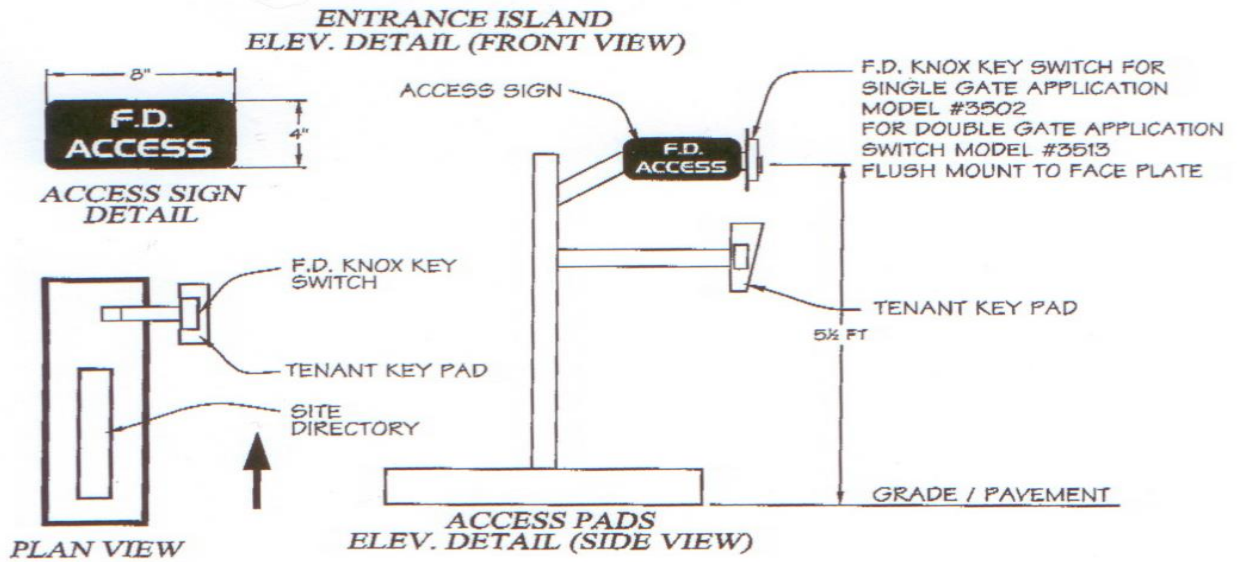 ENTRANCE ISLAND
ELEV. DETAIL (FRONT VIEW)
8"
F.D.
ACCESS
4"
ACCESS SIGN
DETAIL
ACCESS SIGN
F.D.
ACCESS
F.D. KNOX KEY SWITCH FOR
SINGLE GATE APPLICATION
MODEL #3502
FOR DOUBLE GATE APPLICATION
SWITCH MODEL #3513
FLUSH MOUNT TO FACE PLATE
F.D. KNOX KEY
SWITCH
TENANT KEY PAD
SITE
DIRECTORY
PLAN VIEW
TENANT KEY PAD
5½ FT
GRADE / PAVEMENT
ACCESS PADS
ELEV. DETAIL (SIDE VIEW)